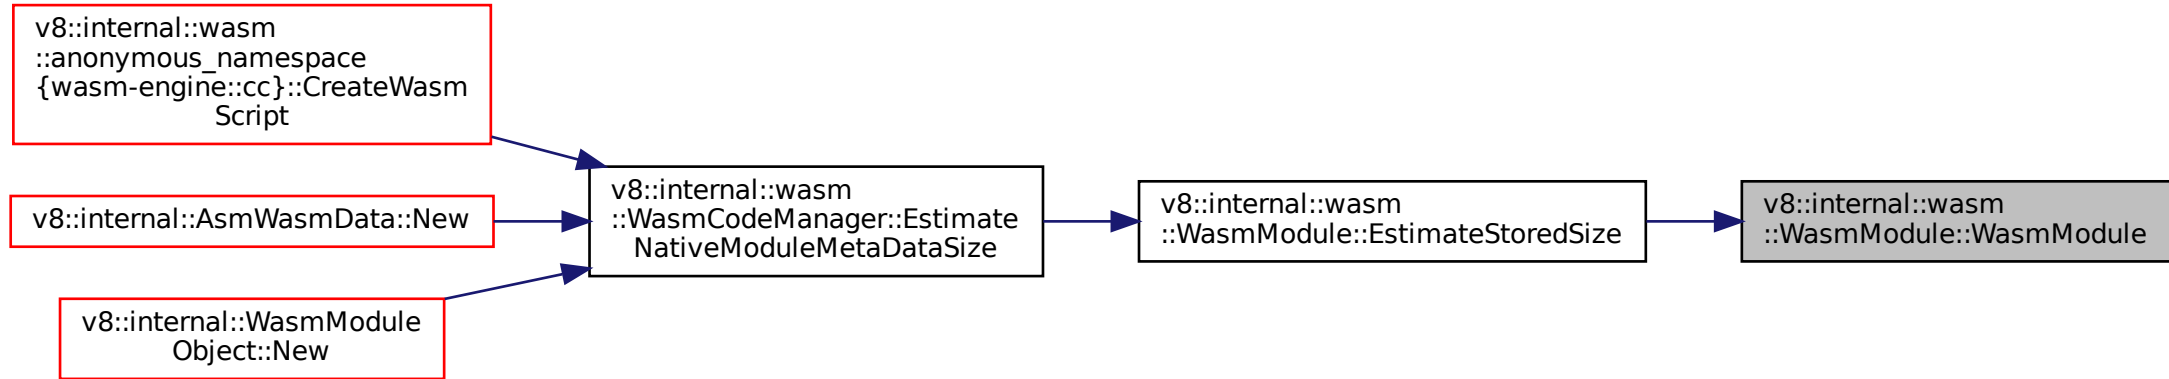 v8::internal::wasm
::anonymous_namespace
{wasm-engine::cc}::CreateWasm
Script
v8::internal::AsmWasmData::New
v8::internal::WasmModule
Object::New
v8::internal::wasm
::WasmCodeManager::Estimate
NativeModuleMetaDataSize
v8::internal::wasm
::WasmModule::EstimateStoredSize
v8::internal::wasm
::WasmModule::WasmModule